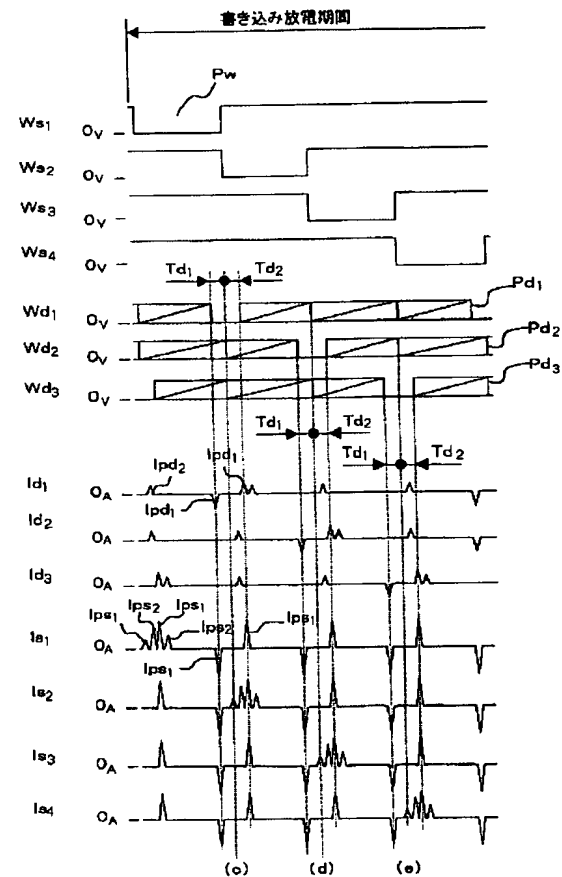 書き込み放電期間
Pw
Ws1 0V
Ws2 0V
Ws3 0V
Ws4 0V
Td1 Td2
Wd1 0V Pd1
Wd2 0V Pd2
Wd3 0V Pd3
Td1 Td2
Td1 Td2
Ipd2 Ipd1
Id1 0A
Ipd1
Id2 0A
Id3 0A
Ips1 Ips2 Ips1 Ips2 Ips1
Is1 0A
Ips1
Is2 0A
Is3 0A
Is4 0A
(c) (d) (e)